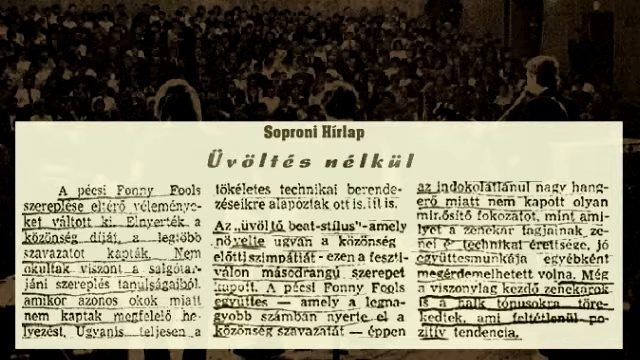 Soproni Hírlap
Üvöltés nélkül
A pécsi Fonny Fools
szereplése eltérő véleménye-
ket váltott ki. Elnyerték a
közönség díját, a legtöbb
szavazatot kapták. Nem
okultak viszont a salgótar-
jáni szereplés tanulságaiból,
amikor azonos okok miatt
nem kaptak megfelelő he-
lyezést. Ugyanis teljesen a
tökéletes technikai berende-
zéseikre alapoztak ott is, itt is.
Az „üvöltő beat-stílus"-amely
növelte ugyan a közönség
előtti szimpátiát - ezen a feszti-
válon másodrangú szerepet
kapott. A pécsi Fonny Fools
együttes — amely a legna-
gyobb számban nyerte el a
közönség szavazatát — éppen
az indokolatlanul nagy hang-
erő miatt nem kapott olyan
minősítő fokozatot, mint ami-
lyet a zenekar tagjainak ze-
nei technikai érettsége, jó
együttesmunkája egyébként
megérdemelhetett volna. Még
a viszonylag kezdő zenekarok
is a halk tónusokra töre-
kedtek, ami feltétlenül po-
zitív tendencia.